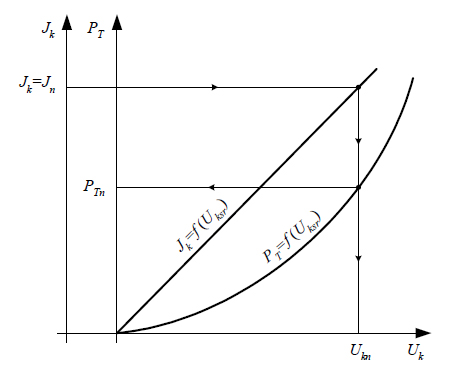 J_k P_T
J_k=J_n
P_Tn
J_k=f(U_ksr)
P_T=f(U_ksr)
U_kn U_k